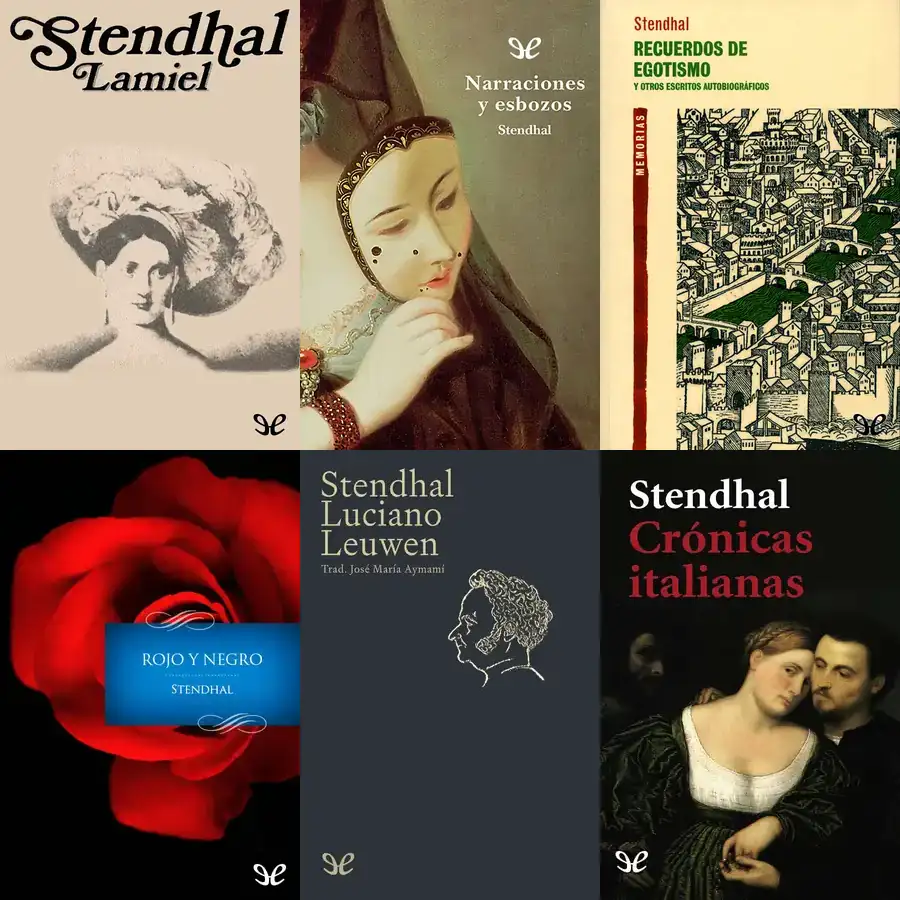 Stendhal
Lamiel
Narraciones
y esbozos
Stendhal
Stendhal
RECUERDOS DE
EGOTISMO
Y OTROS ESCRITOS AUTOBIOGRÁFICOS
MEMORIAS
ROJO Y NEGRO
STENDHAL
Stendhal
Luciano
Leuwen
Trad. José María Aymamí
Stendhal
Crónicas
italianas